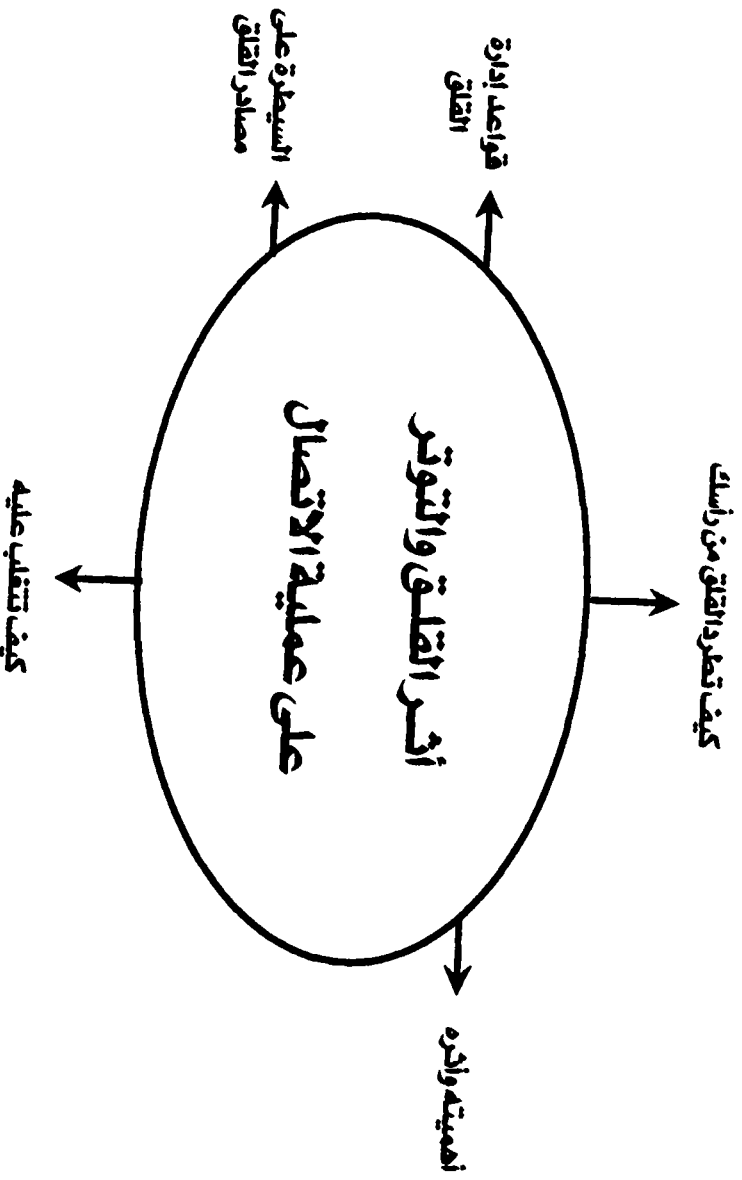 كيف تطرد القلق من رأسك
أهميته وأثره
أثر القلق والتوتر
على عملية الاتصال
قواعد إدارة
القلق
السيطرة على
مصادر القلق
كيف تتغلب عليه